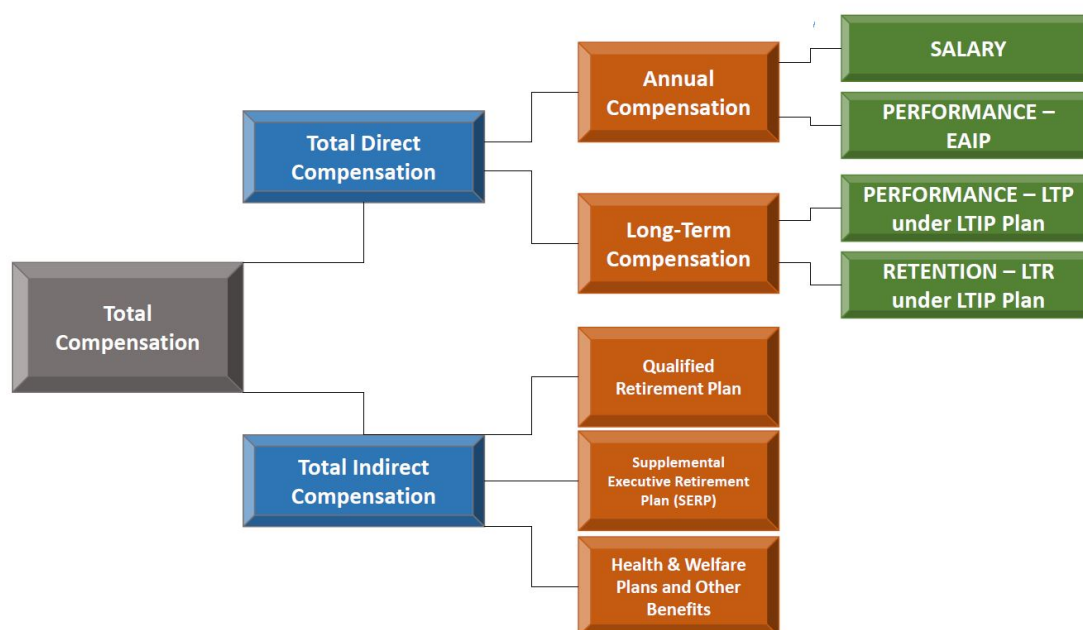 SALARY
Annual
Compensation
PERFORMANCE –
EAIP
Total Direct
Compensation
PERFORMANCE – LTP
under LTIP Plan
Long-Term
Compensation
RETENTION – LTR
under LTIP Plan
Total
Compensation
Qualified
Retirement Plan
Total Indirect
Compensation
Supplemental
Executive Retirement
Plan (SERP)
Health & Welfare
Plans and Other
Benefits